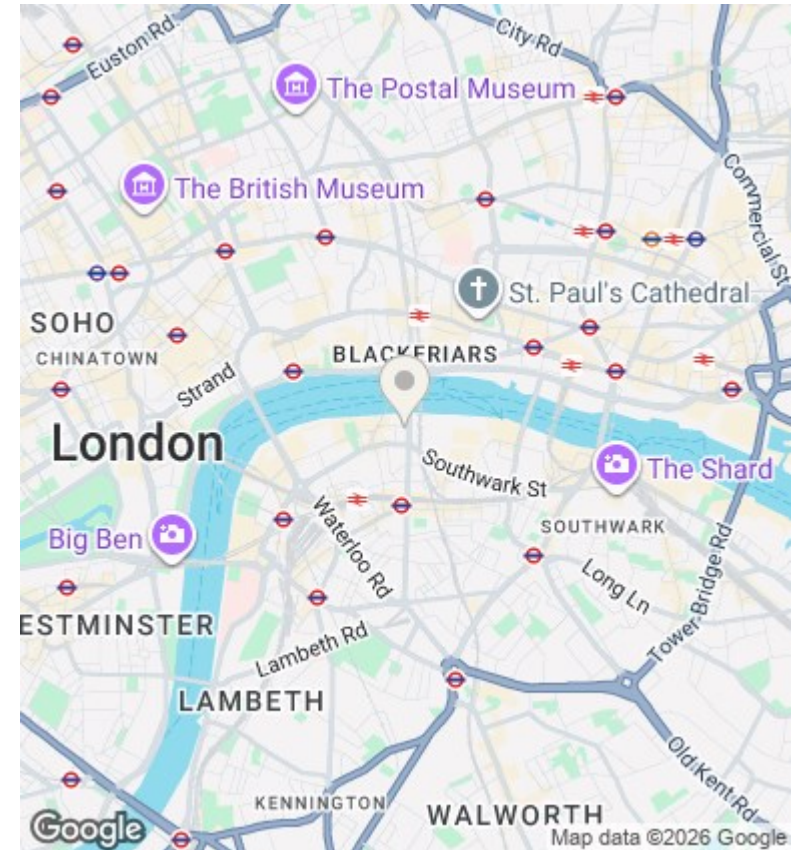 Euston Rd
City Rd
The Postal Museum
The British Museum
Commercial St
St. Paul's Cathedral
SOHO
CHINATOWN
BLACKFRIARS
Strand
London
Southwark St
The Shard
Big Ben
Waterloo Rd
SOUTHWARK
Long Ln
ESTMINSTER
Lambeth Rd
Tower Bridge Rd
LAMBETH
Old Kent Rd
KENNINGTON
WALWORTH
Google
Map data ©2026 Google